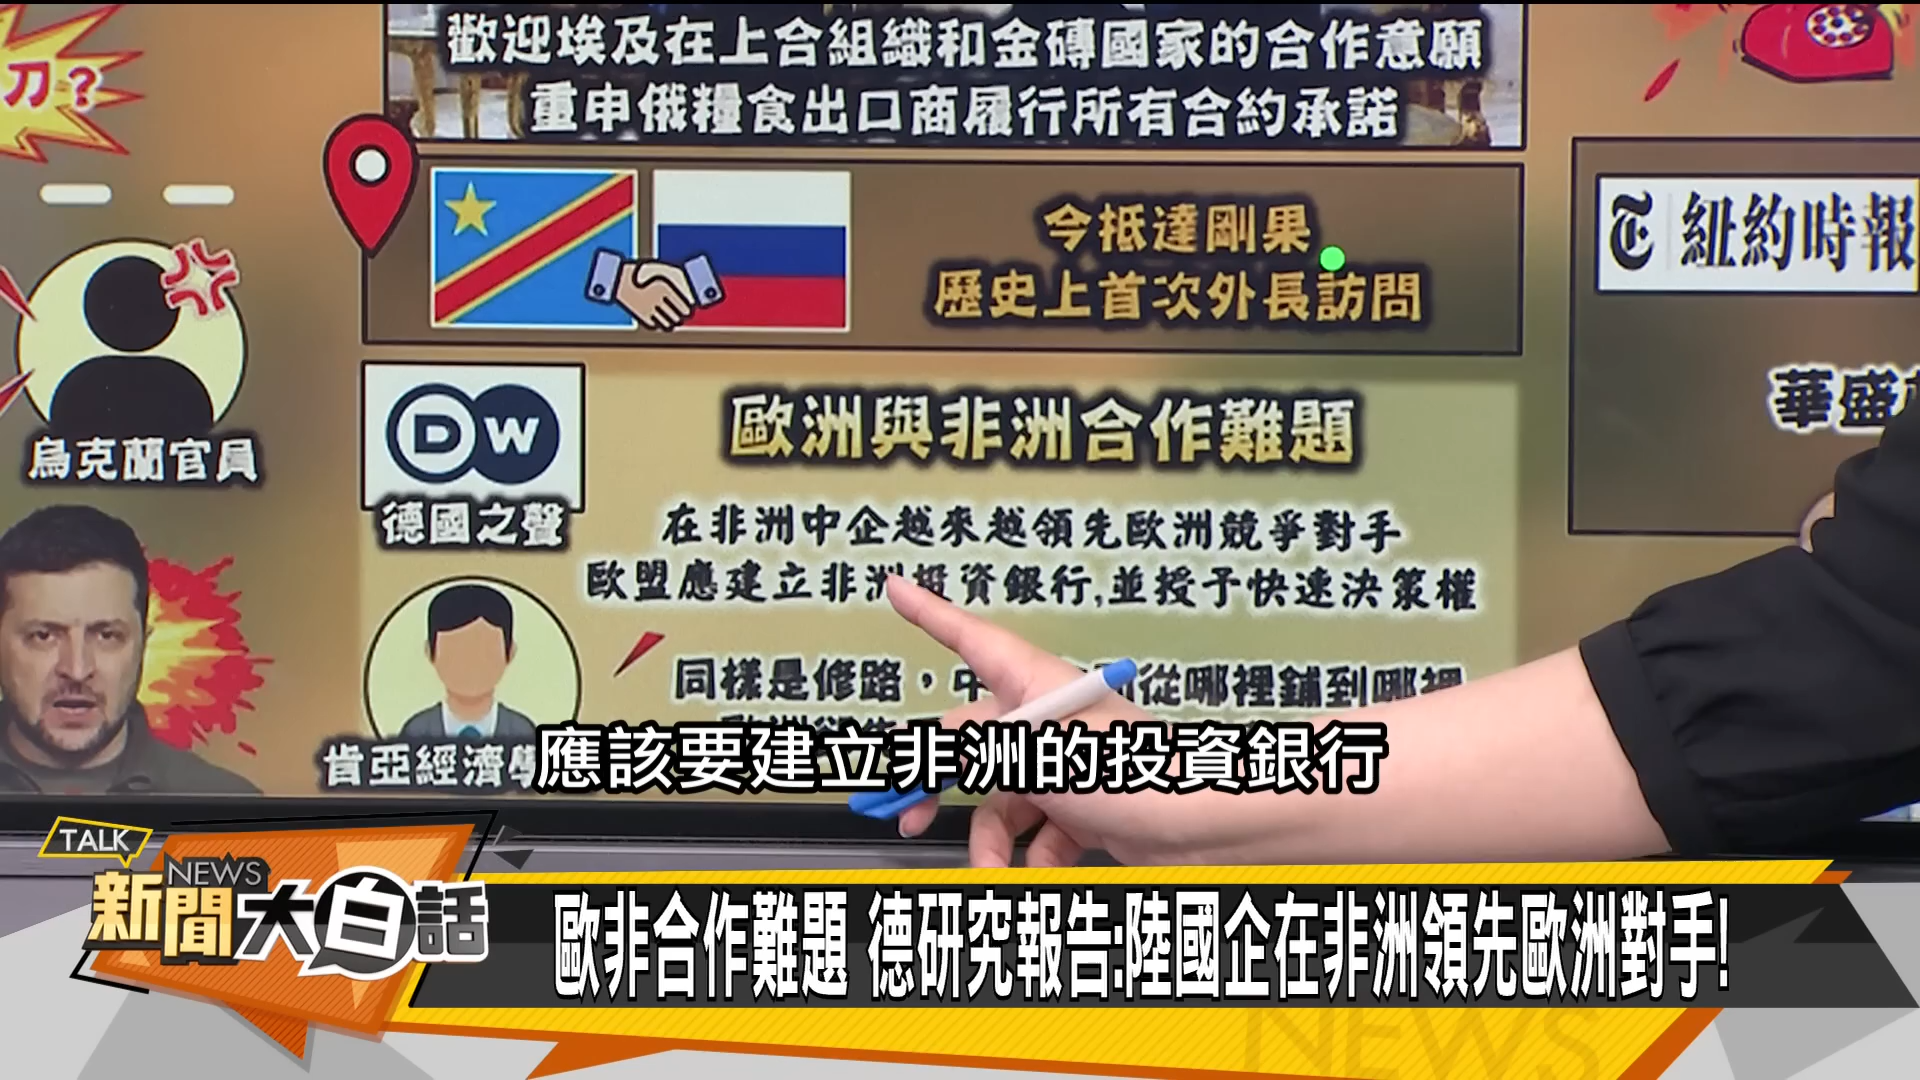 歡迎埃及在上合組織和金磚國家的合作意願
重申俄糧食出口商履行所有合約承諾
刀?
今抵達剛果
歷史上首次外長訪問
紐約時報
華盛
烏克蘭官員
DW
德國之聲
歐洲與非洲合作難題
在非洲中企越來越領先歐洲競爭對手
歐盟應建立非洲投資銀行,並授予快速決策權
同樣是修路,中
從哪裡鋪到哪裡
肯亞經濟學
應該要建立非洲的投資銀行
TALK
NEWS
新聞大白話
歐非合作難題 德研究報告:陸國企在非洲領先歐洲對手!
NEWS